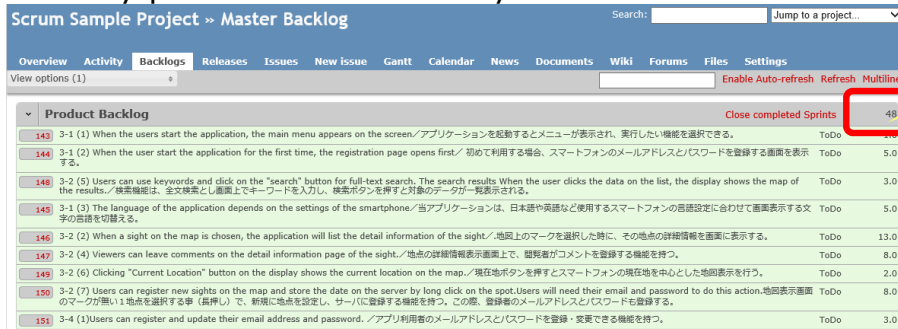 Scrum Sample Project » Master Backlog
Search:
Jump to a project...
Overview Activity Backlogs Releases Issues New issue Gantt Calendar News Documents Wiki Forums Files Settings
View options (1)
Enable Auto-refresh Refresh Multiline
Product Backlog
Close completed Sprints
48
143 3-1 (1) When the users start the application, the main menu appears on the screen／アプリケーションを起動するとメニューが表示され、実行したい機能を選択できる。 ToDo
144 3-1 (2) When the user start the application for the first time, the registration page opens first／ 初めて利用する場合、スマートフォンのメールアドレスとパスワードを登録する画面を表示 ToDo 5.0
する。
148 3-2 (5) Users can use keywords and click on the "search" button for full-text search. The search results When the user clicks the data on the list, the display shows the map of ToDo 3.0
the results.／検索機能は、全文検索とし画面上でキーワードを入力し、検索ボタンを押すと対象のデータが一覧表示される。
145 3-1 (3) The language of the application depends on the settings of the smartphone／当アプリケーションは、日本語や英語など使用するスマートフォンの言語設定に合わせて画面表示する文 ToDo 5.0
字の言語を切替える。
146 3-2 (2) When a sight on the map is chosen, the application will list the detail information of the sight／.地図上のマークを選択した時に、その地点の詳細情報を画面に表示する。 ToDo 13.0
147 3-2 (4) Viewers can leave comments on the detail information page of the sight.／地点の詳細情報表示画面上で、閲覧者がコメントを登録する機能を持つ。 ToDo 8.0
149 3-2 (6) Clicking "Current Location" button on the display shows the current location on the map.／現在地ボタンを押すとスマートフォンの現在地を中心とした地図表示を行う。 ToDo 2.0
150 3-2 (7) Users can register new sights on the map and store the date on the server by long click on the spot.Users will need their email and password to do this action.地図表示画面 ToDo 8.0
のマークが無い１地点を選択する事（長押し）で、新規に地点を設定し、サーバに登録する機能を持つ。この際、登録者のメールアドレスとパスワードも登録する。
151 3-4 (1)Users can register and update their email address and password. ／アプリ利用者のメールアドレスとパスワードを登録・変更できる機能を持つ。 ToDo 3.0